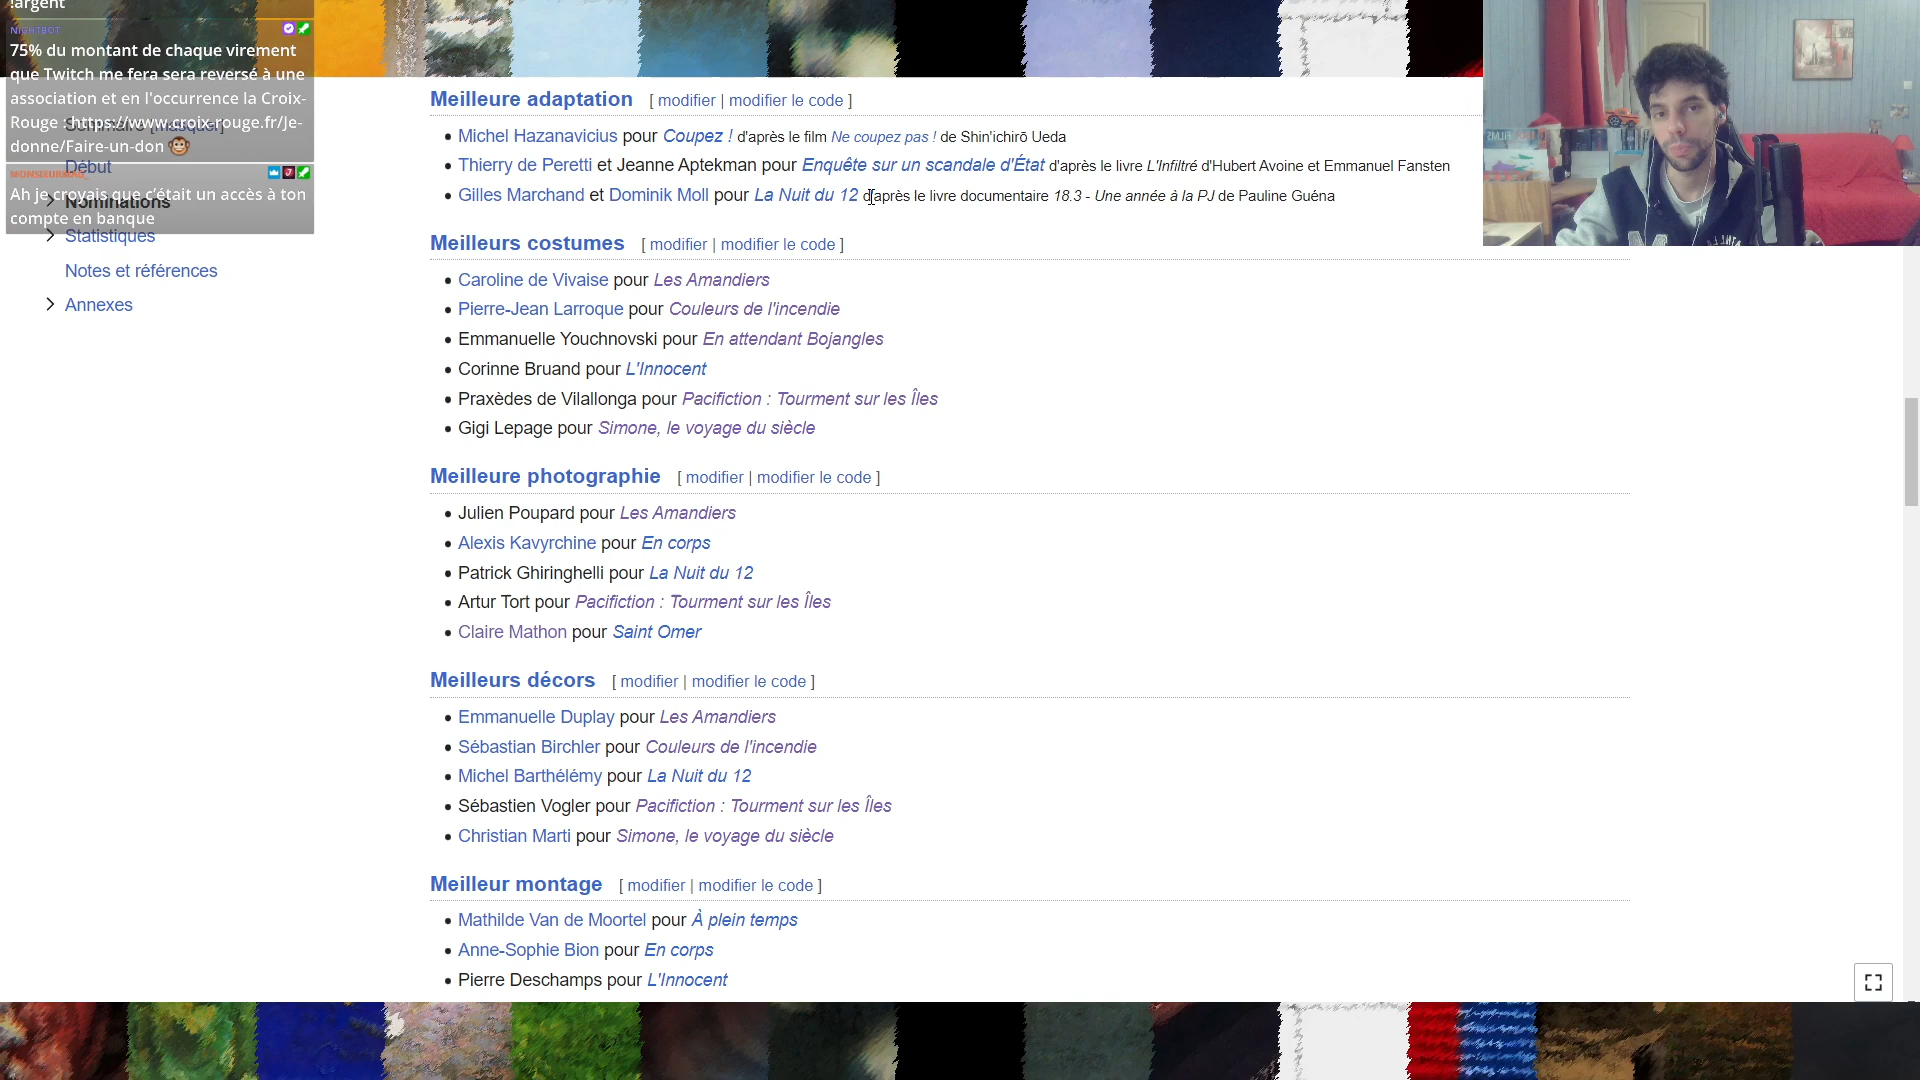 !argent
NIGHTBOT
75% du montant de chaque virement
que Twitch me fera sera reversé à une
association et en l'occurrence la Croix-
Rouge : https://www.croix-rouge.fr/Je-
donne/Faire-un-don
Sommaire [masquer]
Début
Ah je croyais que c'était un accès à ton
compte en banque
Nominations
Statistiques
Notes et références
Annexes
Meilleure adaptation [ modifier | modifier le code ]
Michel Hazanavicius pour Coupez ! d'après le film Ne coupez pas ! de Shin'ichirō Ueda
Thierry de Peretti et Jeanne Aptekman pour Enquête sur un scandale d'État d'après le livre L'Infiltré d'Hubert Avoine et Emmanuel Fansten
Gilles Marchand et Dominik Moll pour La Nuit du 12 d'après le livre documentaire 18.3 - Une année à la PJ de Pauline Guéna
Meilleurs costumes [ modifier | modifier le code ]
Caroline de Vivaise pour Les Amandiers
Pierre-Jean Larroque pour Couleurs de l'incendie
Emmanuelle Youchnovski pour En attendant Bojangles
Corinne Bruand pour L'Innocent
Praxèdes de Vilallonga pour Pacifiction : Tourment sur les Îles
Gigi Lepage pour Simone, le voyage du siècle
Meilleure photographie [ modifier | modifier le code ]
Julien Poupard pour Les Amandiers
Alexis Kavyrchine pour En corps
Patrick Ghiringhelli pour La Nuit du 12
Artur Tort pour Pacifiction : Tourment sur les Îles
Claire Mathon pour Saint Omer
Meilleurs décors [ modifier | modifier le code ]
Emmanuelle Duplay pour Les Amandiers
Sébastian Birchler pour Couleurs de l'incendie
Michel Barthélémy pour La Nuit du 12
Sébastien Vogler pour Pacifiction : Tourment sur les Îles
Christian Marti pour Simone, le voyage du siècle
Meilleur montage [ modifier | modifier le code ]
Mathilde Van de Moortel pour À plein temps
Anne-Sophie Bion pour En corps
Pierre Deschamps pour L'Innocent